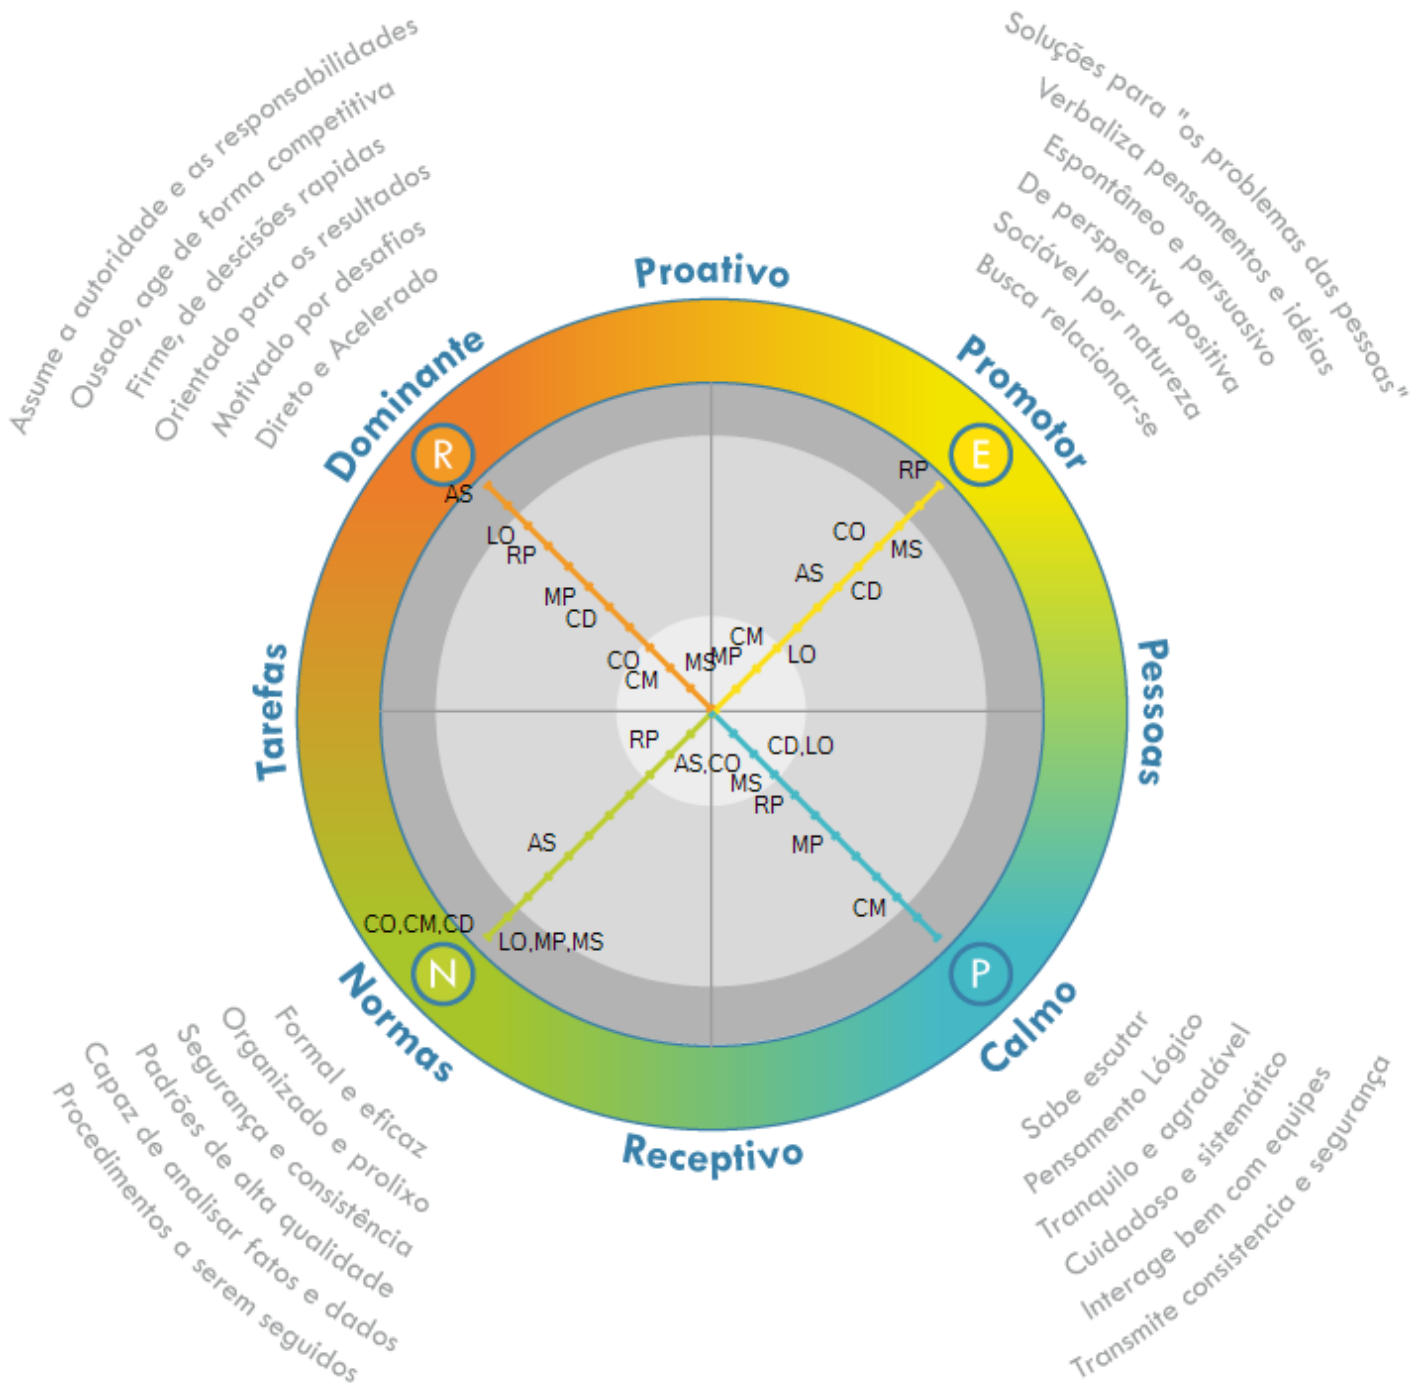 Assume a autoridade e as responsabilidades
Ousado, age de forma competitiva
Firme, de descisões rapidas
Orientado para os resultados
Motivado por desafios
Direto e Acelerado
Soluções para "os problemas das pessoas"
Verbaliza pensamentos e idéias
Espontâneo e persuasivo
De perspectiva positiva
Sociável por natureza
Busca relacionar-se
Proativo
Dominante
Promotor
R
E
AS
LO
RP
MP
CD
CO
CM
MS
RP
CO
MS
AS
CD
CM
MP
LO
Tarefas
Pessoas
RP
AS,CO
AS
CO,CM,CD
LO,MP,MS
CD,LO
MS
RP
MP
CM
N
P
Normas
Calmo
Receptivo
Formal e eficaz
Organizado e prolixo
Segurança e consistência
Padrões de alta qualidade
Capaz de analisar fatos e dados
Procedimentos a serem seguidos
Sabe escutar
Pensamento Lógico
Tranquilo e agradável
Cuidadoso e sistemático
Interage bem com equipes
Transmite consistencia e segurança